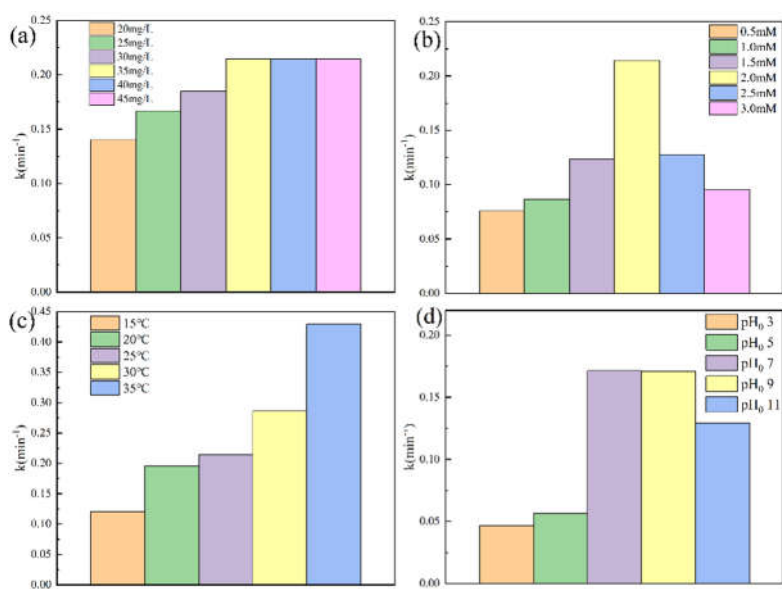 (a)
20mg/L
25mg/L
30mg/L
35mg/L
40mg/L
45mg/L
0.20
0.15
0.10
0.05
0.00
k(min⁻¹)
(b)
0.5mM
1.0mM
1.5mM
2.0mM
2.5mM
3.0mM
0.25
0.20
0.15
0.10
0.05
0.00
k(min⁻¹)
(c)
15℃
20℃
25℃
30℃
35℃
0.45
0.40
0.35
0.30
0.25
0.20
0.15
0.10
0.05
0.00
k(min⁻¹)
(d)
pH₀ 3
pH₀ 5
pH₀ 7
pH₀ 9
pH₀ 11
0.20
0.15
0.10
0.05
0.00
k(min⁻¹)